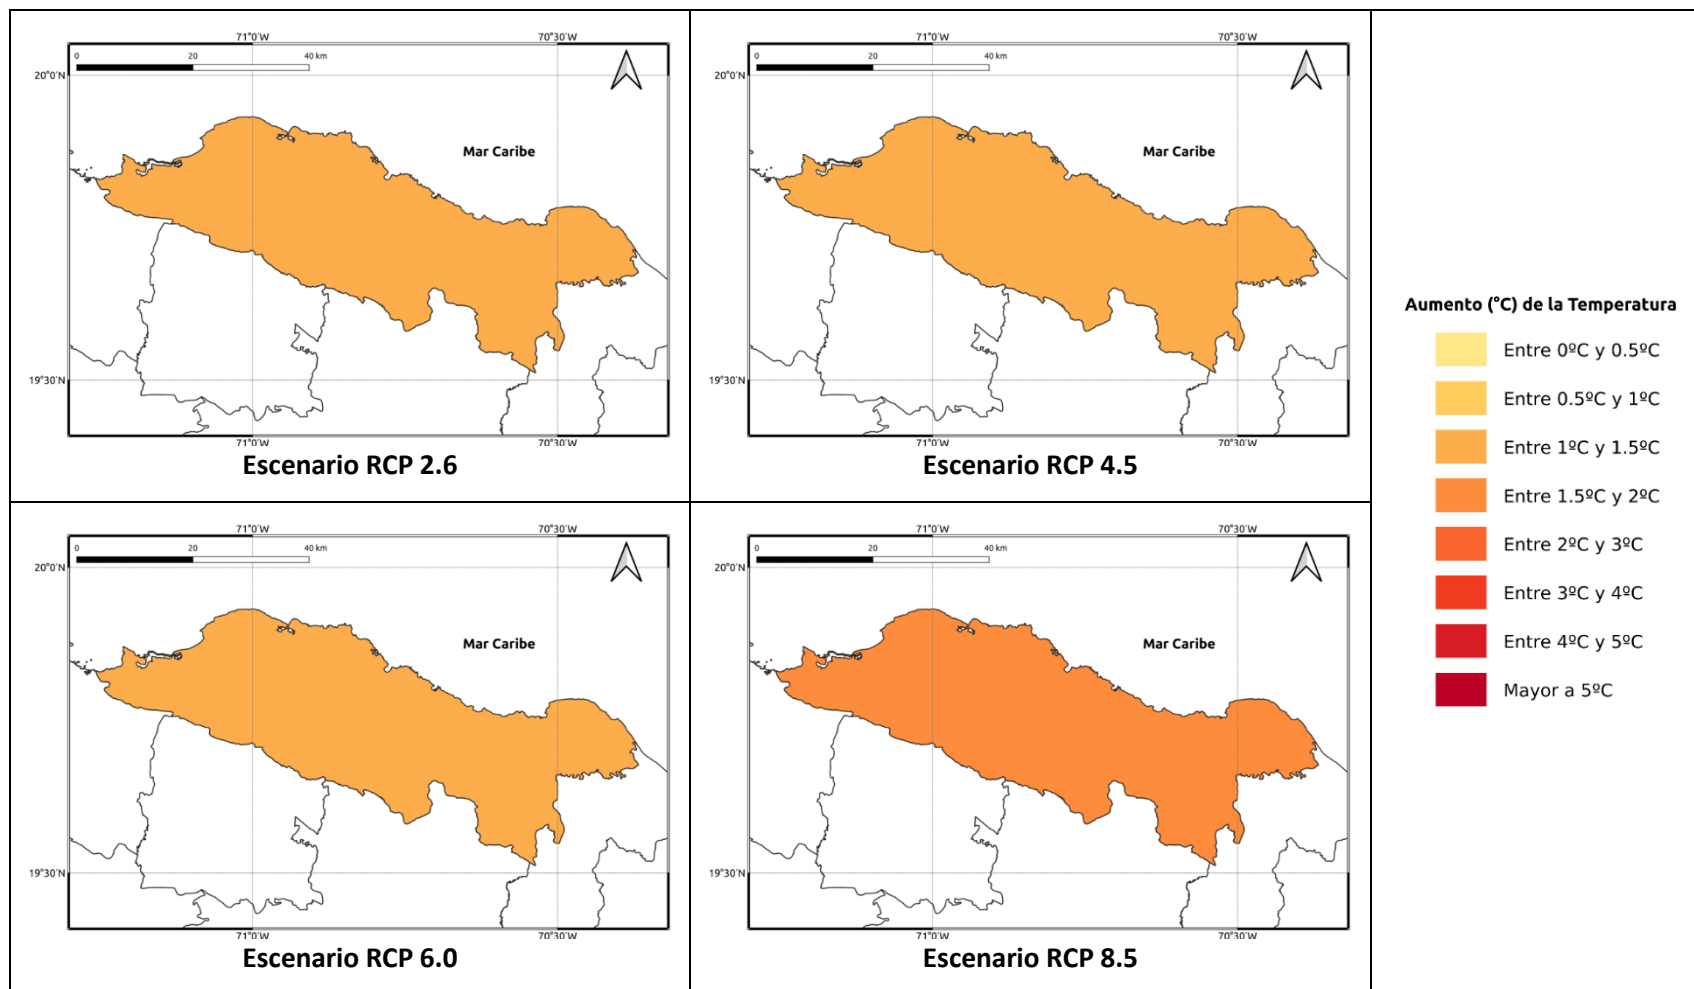 71°0'W 70°30'W
0 20 40 km
20°0'N
Mar Caribe
19°30'N
71°0'W 70°30'W
Escenario RCP 2.6
71°0'W 70°30'W
0 20 40 km
20°0'N
Mar Caribe
19°30'N
71°0'W 70°30'W
Escenario RCP 4.5
71°0'W 70°30'W
0 20 40 km
20°0'N
Mar Caribe
19°30'N
71°0'W 70°30'W
Escenario RCP 6.0
71°0'W 70°30'W
0 20 40 km
20°0'N
Mar Caribe
19°30'N
71°0'W 70°30'W
Escenario RCP 8.5
Aumento (°C) de la Temperatura
Entre 0ºC y 0.5ºC
Entre 0.5ºC y 1ºC
Entre 1ºC y 1.5ºC
Entre 1.5ºC y 2ºC
Entre 2ºC y 3ºC
Entre 3ºC y 4ºC
Entre 4ºC y 5ºC
Mayor a 5ºC